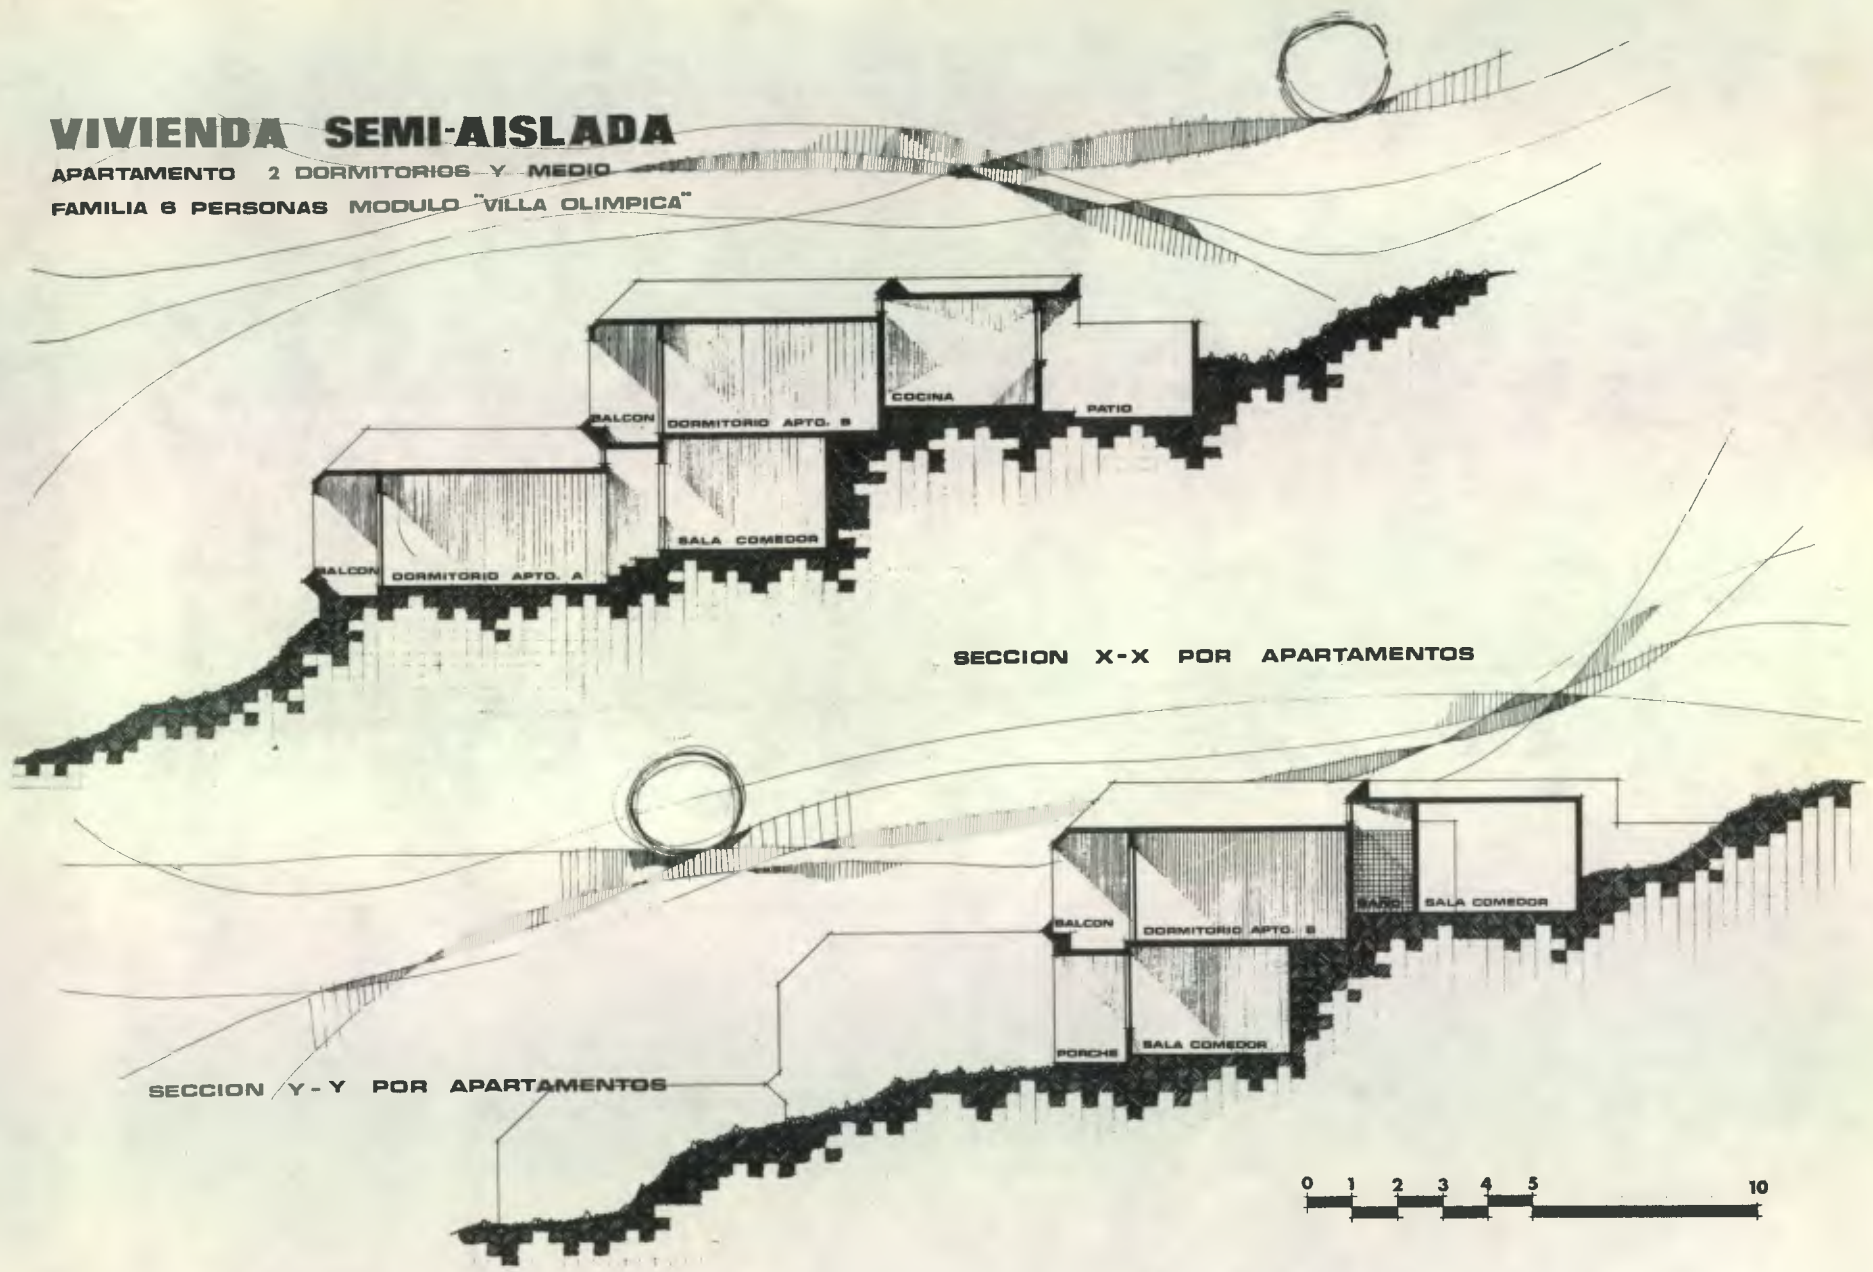 VIVIENDA SEMI-AISLADA
APARTAMENTO 2 DORMITORIOS Y MEDIO
FAMILIA 6 PERSONAS MODULO "VILLA OLIMPICA"
COCINA
PATIO
BALCON DORMITORIO APTO. B
SALA COMEDOR
BALCON DORMITORIO APTO. A
SECCION X-X POR APARTAMENTOS
BAÑO SALA COMEDOR
BALCON DORMITORIO APTO. B
PORCHE SALA COMEDOR
SECCION Y-Y POR APARTAMENTOS
0 1 2 3 4 5 10